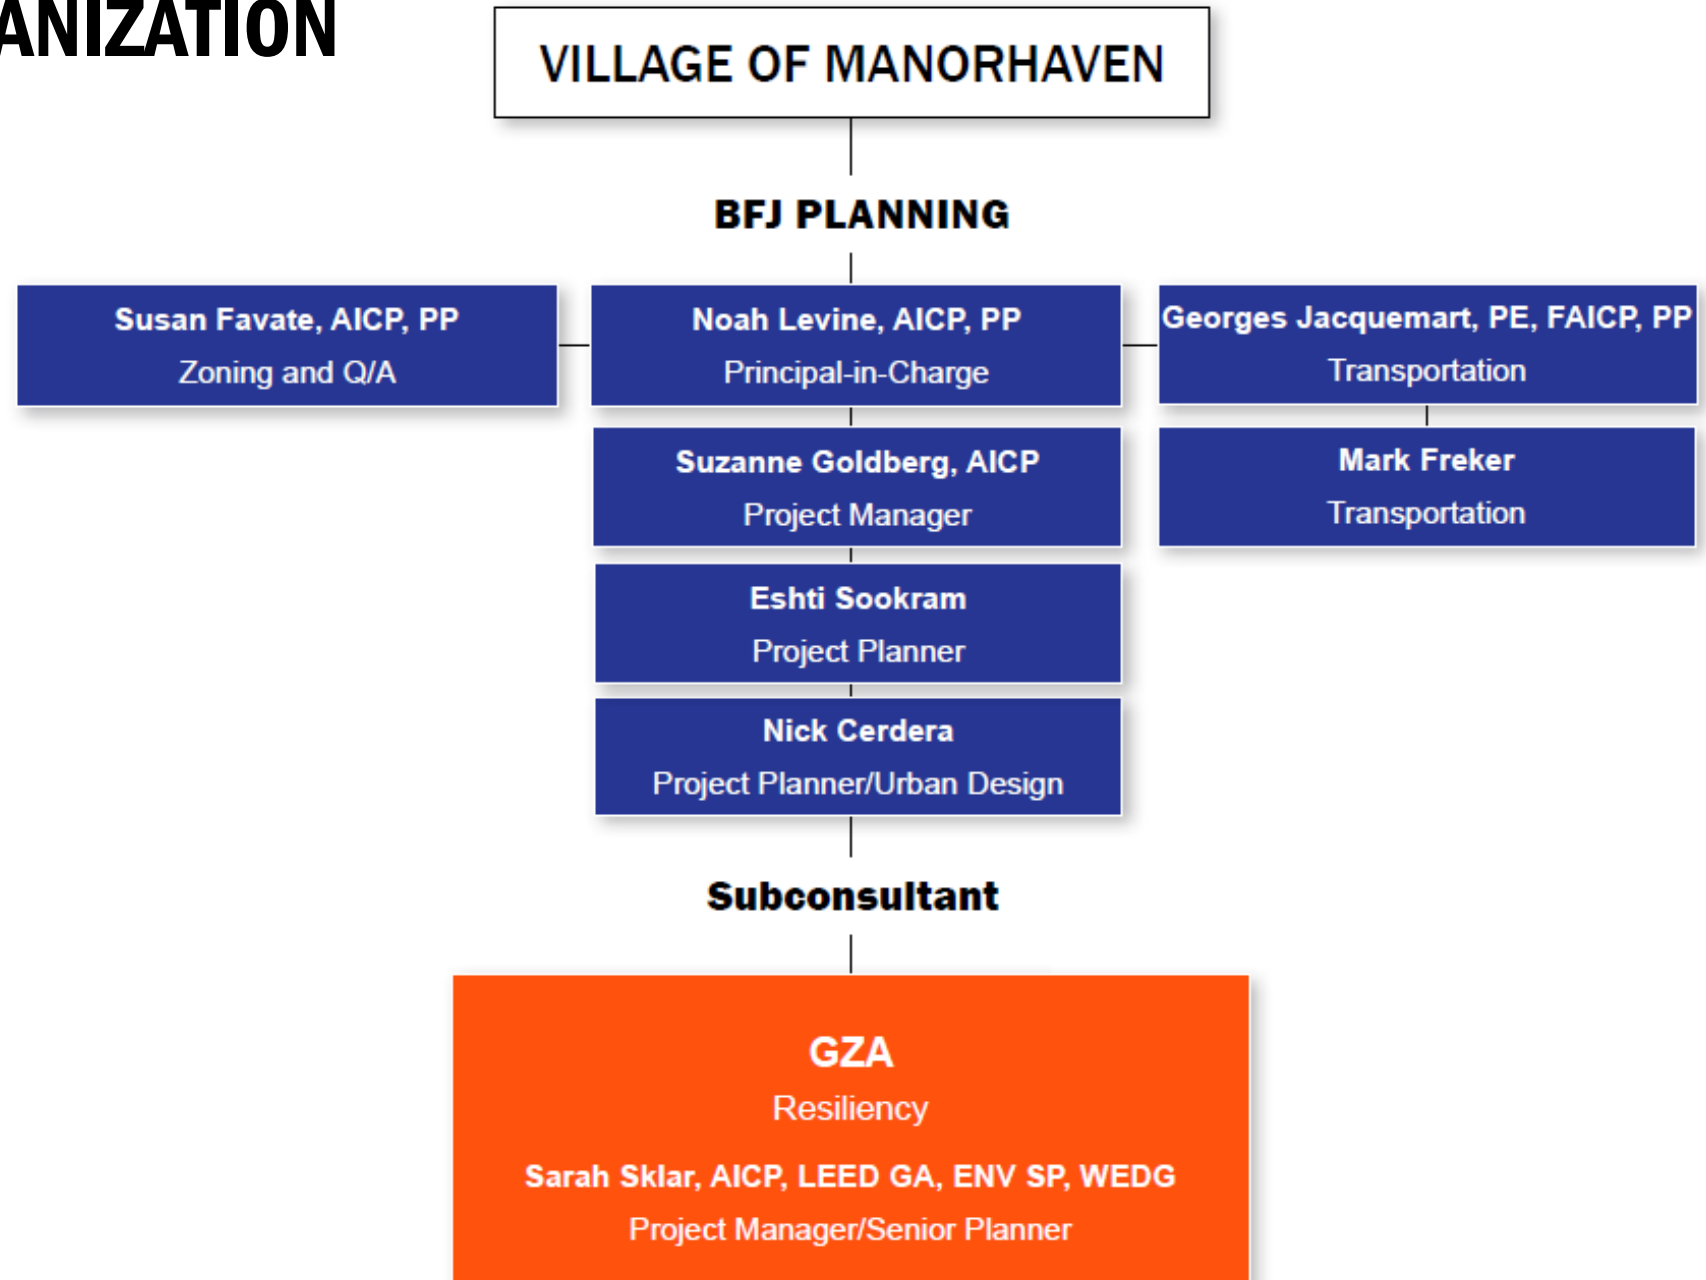 ANIZATION
VILLAGE OF MANORHAVEN
BFJ PLANNING
Susan Favate, AICP, PP
Zoning and Q/A
Noah Levine, AICP, PP
Principal-in-Charge
Georges Jacquemart, PE, FAICP, PP
Transportation
Suzanne Goldberg, AICP
Project Manager
Mark Freker
Transportation
Eshti Sookram
Project Planner
Nick Cerdera
Project Planner/Urban Design
Subconsultant
GZA
Resiliency
Sarah Sklar, AICP, LEED GA, ENV SP, WEDG
Project Manager/Senior Planner